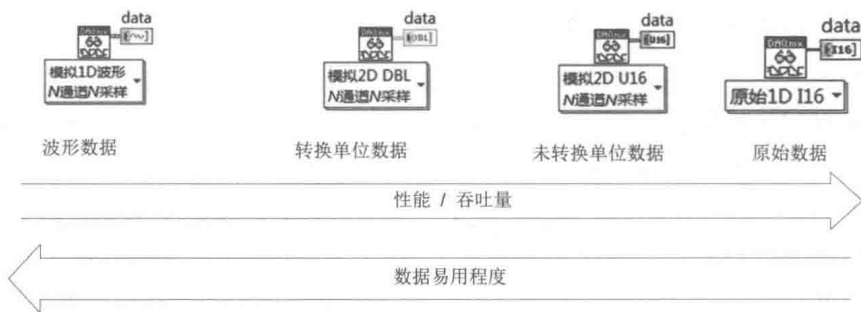 data
data
data
data
DAQmx
[DBL]
DAQmx
[U16]
DAQmx
[I16]
模拟1D波形
N通道N采样
模拟2D DBL
N通道N采样
模拟2D U16
N通道N采样
原始1D I16
波形数据
转换单位数据
未转换单位数据
原始数据
性能 / 吞吐量
数据易用程度